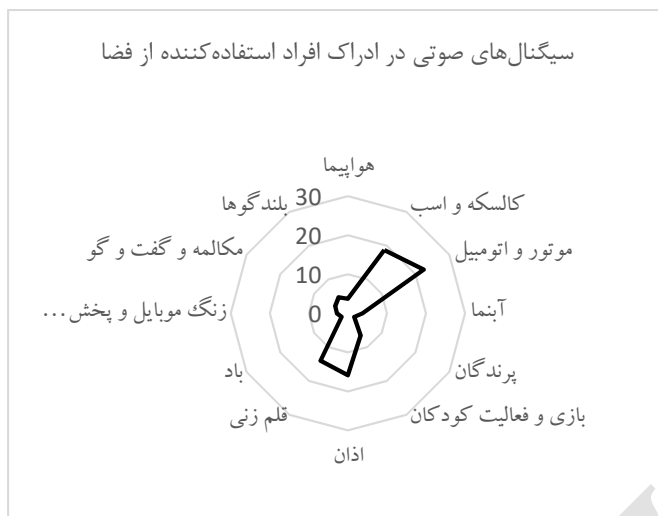 سیگنال‌های صوتی در ادراک افراد استفاده‌کننده از فضا
هواپیما
کالسکه و اسب
موتور و اتومبیل
آبنما
پرندگان
بازی و فعالیت کودکان
اذان
قلم زنی
باد
زنگ موبایل و پخش...
مکالمه و گفت و گو
بلندگوها
30
20
10
0